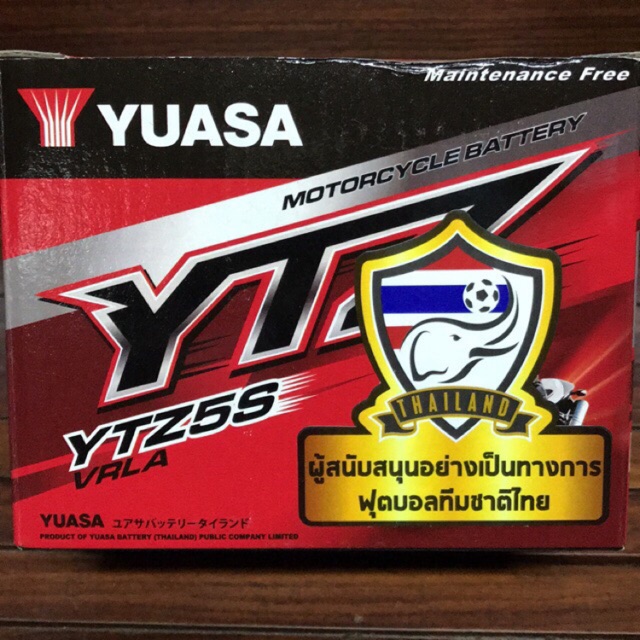 Maintenance Free
YUASA
MOTORCYCLE BATTERY
YTZ
YTZ5S
VRLA
THAILAND
ผู้สนับสนุนอย่างเป็นทางการ
ฟุตบอลทีมชาติไทย
YUASA ユアサバッテリータイランド
PRODUCT OF YUASA BATTERY (THAILAND) PUBLIC COMPANY LIMITED